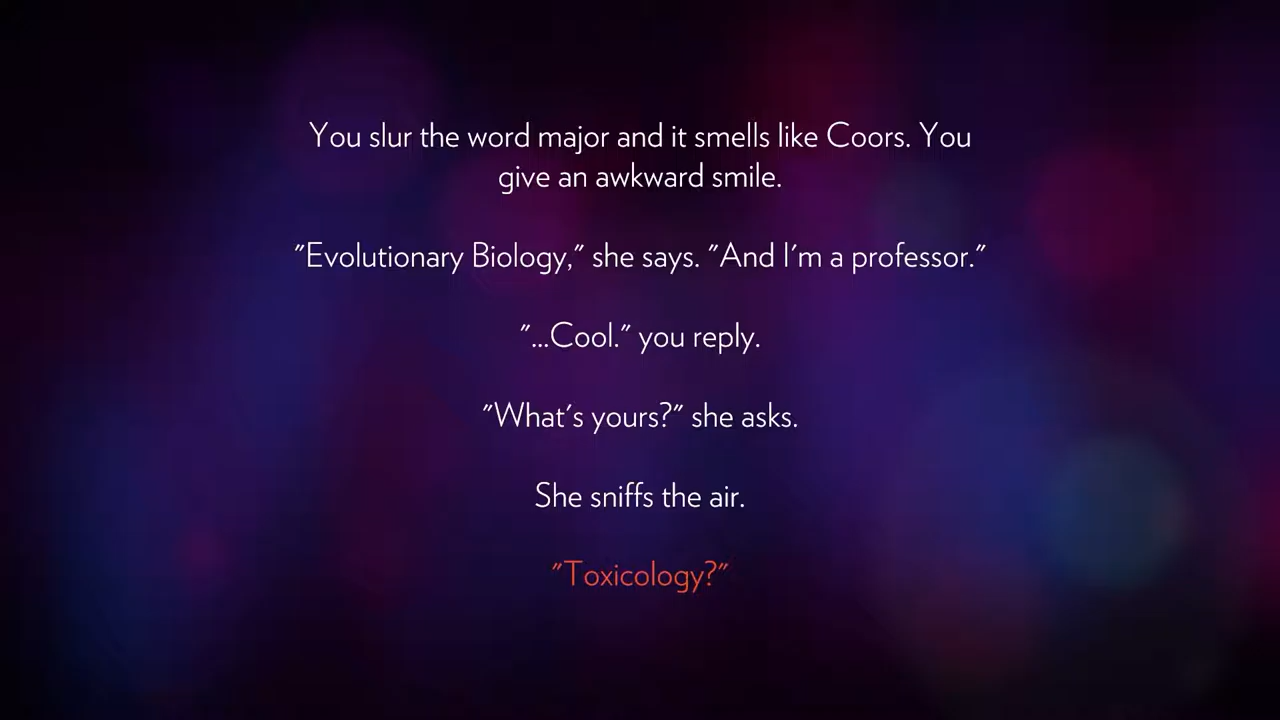 You slur the word major and it smells like Coors. You
give an awkward smile.
"Evolutionary Biology," she says. "And I'm a professor."
"...Cool." you reply.
"What's yours?" she asks.
She sniffs the air.
"Toxicology?"